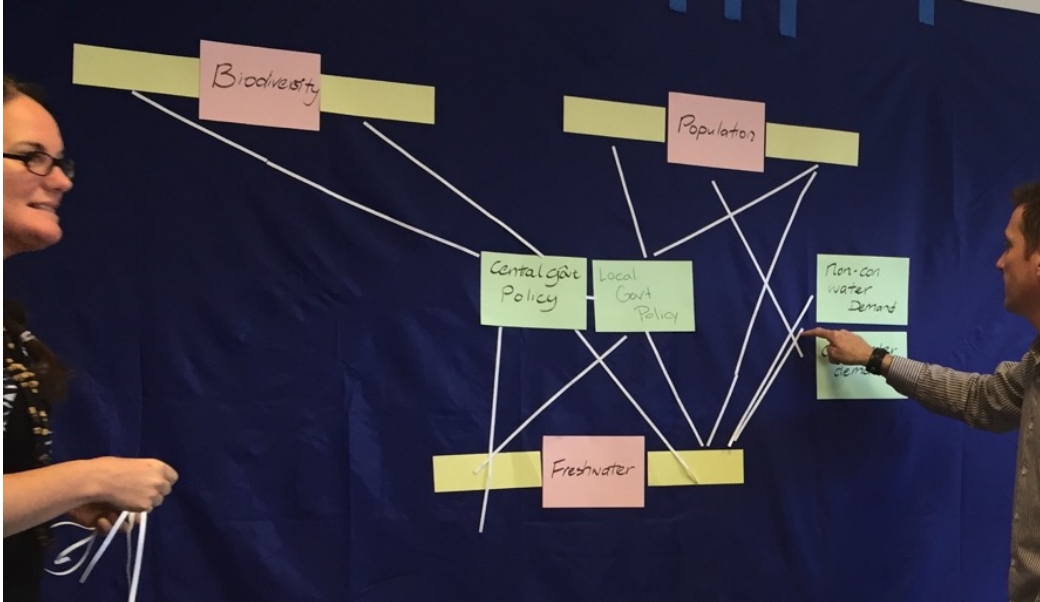 Biodiversity
Population
Central Govt
Policy
Local
Govt
Policy
Non-con
water
Demand
Freshwater